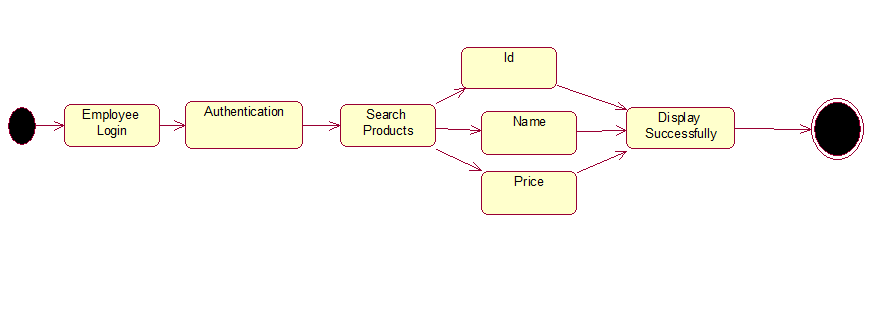 Employee
Login
Authentication
Search
Products
Id
Name
Price
Display
Successfully